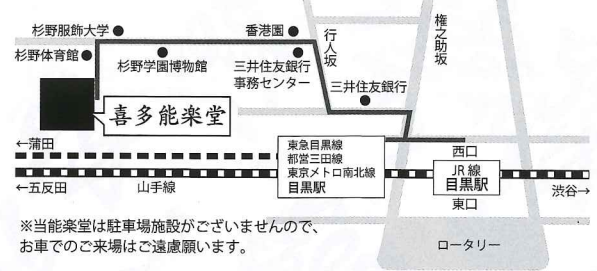 杉野服飾大学
香港園
杉野体育館
杉野学園博物館
三井住友銀行
事務センター
行人坂
権之助坂
三井住友銀行
喜多能楽堂
←蒲田
東急目黒線
都営三田線
東京メトロ南北線
目黒駅
西口
JR線
目黒駅
東口
←五反田
山手線
渋谷→
※当能楽堂は駐車場施設がございませんので、
お車でのご来場はご遠慮願います。
ロータリー